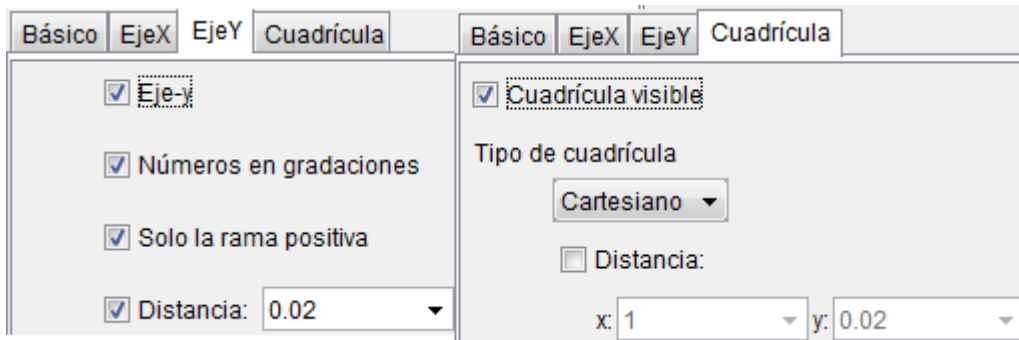 Básico EjeX EjeY Cuadrícula
Eje-y
Números en gradaciones
Solo la rama positiva
Distancia: 0.02
Básico EjeX EjeY Cuadrícula
Cuadrícula visible
Tipo de cuadrícula
Cartesiano
Distancia:
x: 1 y: 0.02